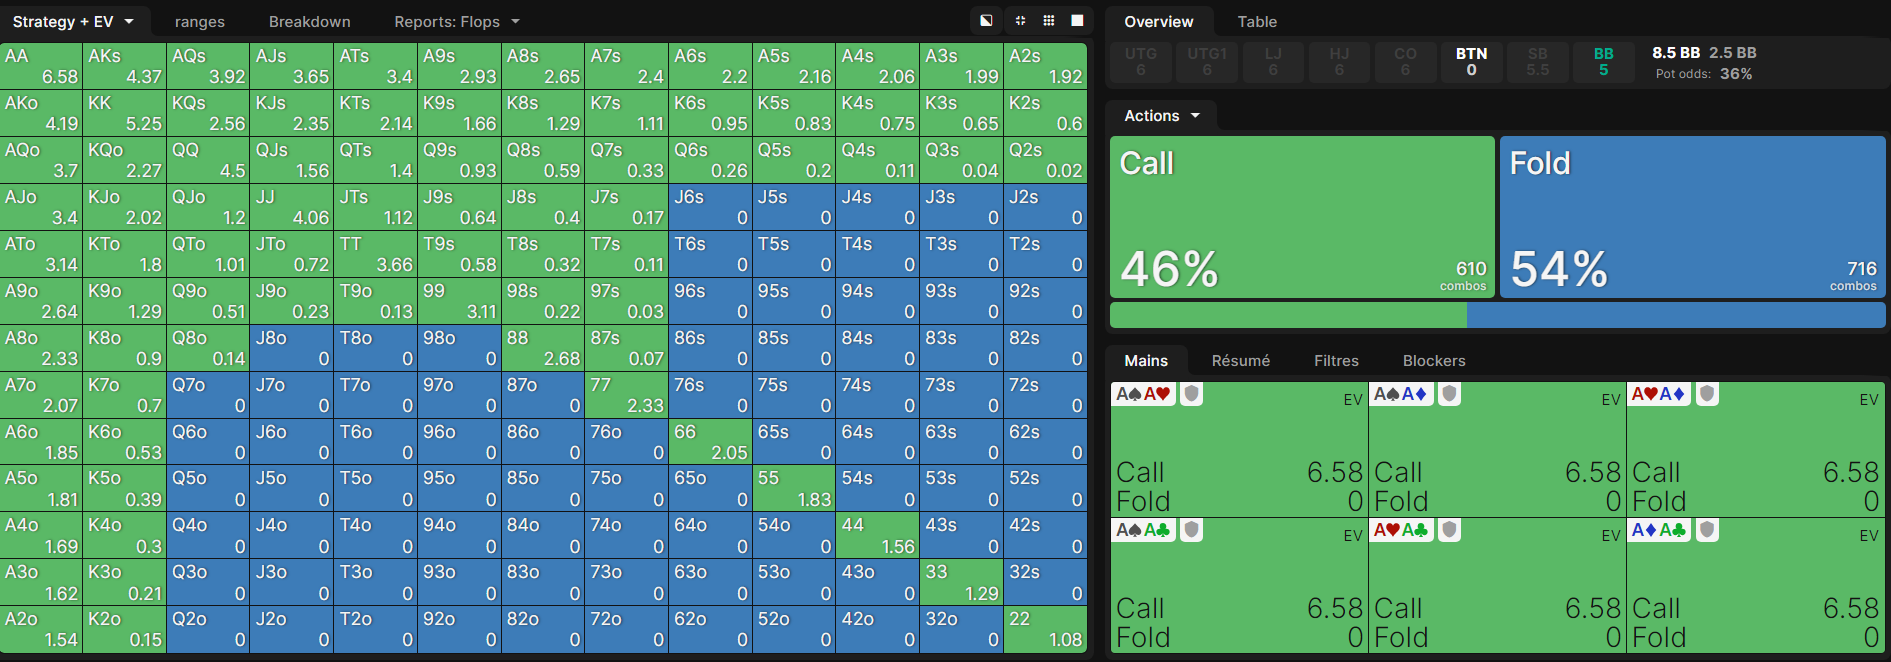 Strategy + EV ranges Breakdown Reports: Flops
AA AKs AQs AJs ATs A9s A8s A7s A6s A5s A4s A3s A2s
6.58 4.37 3.92 3.65 3.4 2.93 2.65 2.4 2.2 2.16 2.06 1.99 1.92
AKo KK KQs KJs KTs K9s K8s K7s K6s K5s K4s K3s K2s
4.19 5.25 2.56 2.35 2.14 1.66 1.29 1.11 0.95 0.83 0.75 0.65 0.6
AQo KQo QQ QJs QTs Q9s Q8s Q7s Q6s Q5s Q4s Q3s Q2s
3.7 2.27 4.5 1.56 1.4 0.93 0.59 0.33 0.26 0.2 0.11 0.04 0.02
AJo KJo QJo JJ JTs J9s J8s J7s J6s J5s J4s J3s J2s
3.4 2.02 1.2 4.06 1.12 0.64 0.4 0.17 0 0 0 0 0
ATo KTo QTo JTo TT T9s T8s T7s T6s T5s T4s T3s T2s
3.14 1.8 1.01 0.72 3.66 0.58 0.32 0.11 0 0 0 0 0
A9o K9o Q9o J9o T9o 99 98s 97s 96s 95s 94s 93s 92s
2.64 1.29 0.51 0.23 0.13 3.11 0.22 0.03 0 0 0 0 0
A8o K8o Q8o J8o T8o 98o 88 87s 86s 85s 84s 83s 82s
2.33 0.9 0.14 0 0 0 2.68 0.07 0 0 0 0 0
A7o K7o Q7o J7o T7o 97o 87o 77 76s 75s 74s 73s 72s
2.07 0.7 0 0 0 0 0 2.33 0 0 0 0 0
A6o K6o Q6o J6o T6o 96o 86o 76o 66 65s 64s 63s 62s
1.85 0.53 0 0 0 0 0 0 2.05 0 0 0 0
A5o K5o Q5o J5o T5o 95o 85o 75o 65o 55 54s 53s 52s
1.81 0.39 0 0 0 0 0 0 0 1.83 0 0 0
A4o K4o Q4o J4o T4o 94o 84o 74o 64o 54o 44 43s 42s
1.69 0.3 0 0 0 0 0 0 0 0 1.56 0 0
A3o K3o Q3o J3o T3o 93o 83o 73o 63o 53o 43o 33 32s
1.62 0.21 0 0 0 0 0 0 0 0 0 1.29 0
A2o K2o Q2o J2o T2o 92o 82o 72o 62o 52o 42o 32o 22
1.54 0.15 0 0 0 0 0 0 0 0 0 0 1.08
Overview Table
UTG UTG1 LJ HJ CO BTN SB BB 8.5 BB 2.5 BB
6 6 6 6 6 0 5.5 5 Pot odds: 36%
Actions
Call Fold
46% 610 combos 54% 716 combos
Mains Résumé Filtres Blockers
A♠A♥ EV A♠A♦ EV A♥A♦ EV
Call 6.58 Call 6.58 Call 6.58
Fold 0 Fold 0 Fold 0
A♠A♣ EV A♥A♣ EV A♦A♣ EV
Call 6.58 Call 6.58 Call 6.58
Fold 0 Fold 0 Fold 0